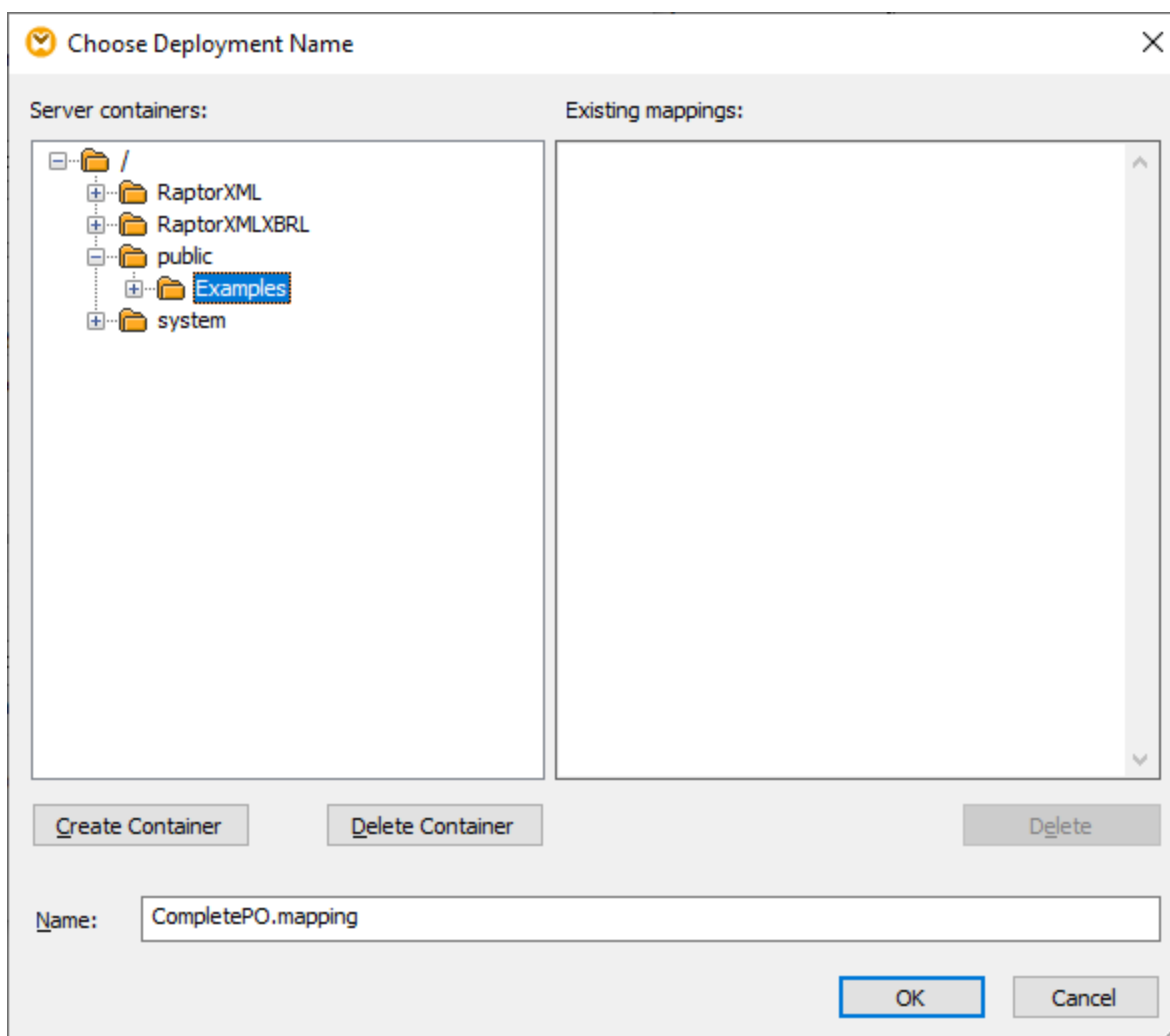 Choose Deployment Name
Server containers:
Existing mappings:
/
RaptorXML
RaptorXMLXBRL
public
Examples
system
Create Container
Delete Container
Delete
Name:
CompletePO.mapping
OK
Cancel